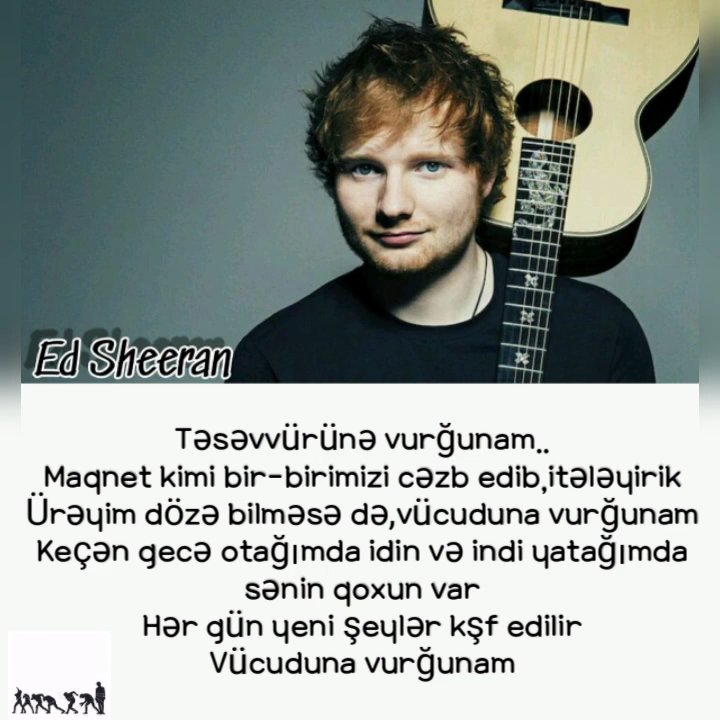 Ed Sheeran
Təsəvvürünə vurğunam..
Maqnet kimi bir-birimizi cəzb edib,itələyirik
Ürəyim dözə bilməsə də,vücuduna vurğunam
Keçən gecə otağımda idin və indi yatağımda
sənin qoxun var
Hər gün yeni şeylər kşf edilir
Vücuduna vurğunam